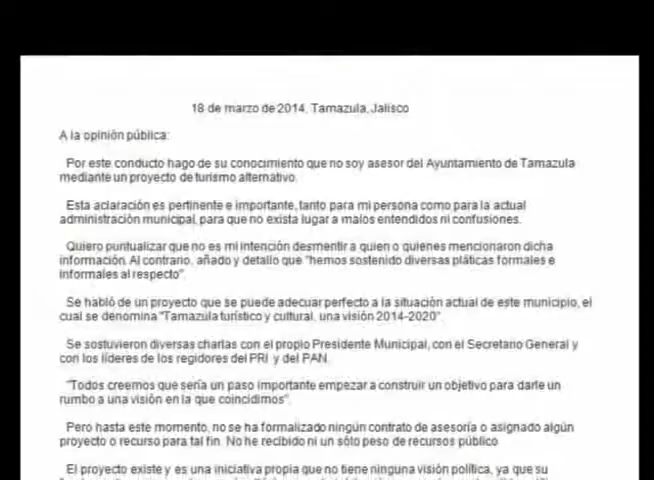 18 de marzo de 2014, Tamazula, Jalisco
A la opinión pública:
Por este conducto hago de su conocimiento que no soy asesor del Ayuntamiento de Tamazula
mediante un proyecto de turismo alternativo.
Esta aclaración es pertinente e importante, tanto para mi persona como para la actual
administración municipal, para que no exista lugar a malos entendidos ni confusiones.
Quiero puntualizar que no es mi intención desmentir a quien o quienes mencionaron dicha
información. Al contrario, añado y detallo que "hemos sostenido diversas pláticas formales e
informales al respecto".
Se habló de un proyecto que se puede adecuar perfecto a la situación actual de este municipio, el
cual se denomina "Tamazula turístico y cultural, una visión 2014-2020".
Se sostuvieron diversas charlas con el propio Presidente Municipal, con el Secretario General y
con los líderes de los regidores del PRI y del PAN.
"Todos creemos que sería un paso importante empezar a construir un objetivo para darle un
rumbo a una visión en la que coincidimos".
Pero hasta este momento, no se ha formalizado ningún contrato de asesoría o asignado algún
proyecto o recurso para tal fin. No he recibido ni un sólo peso de recursos público.
El proyecto existe y es una iniciativa propia que no tiene ninguna visión política, ya que su